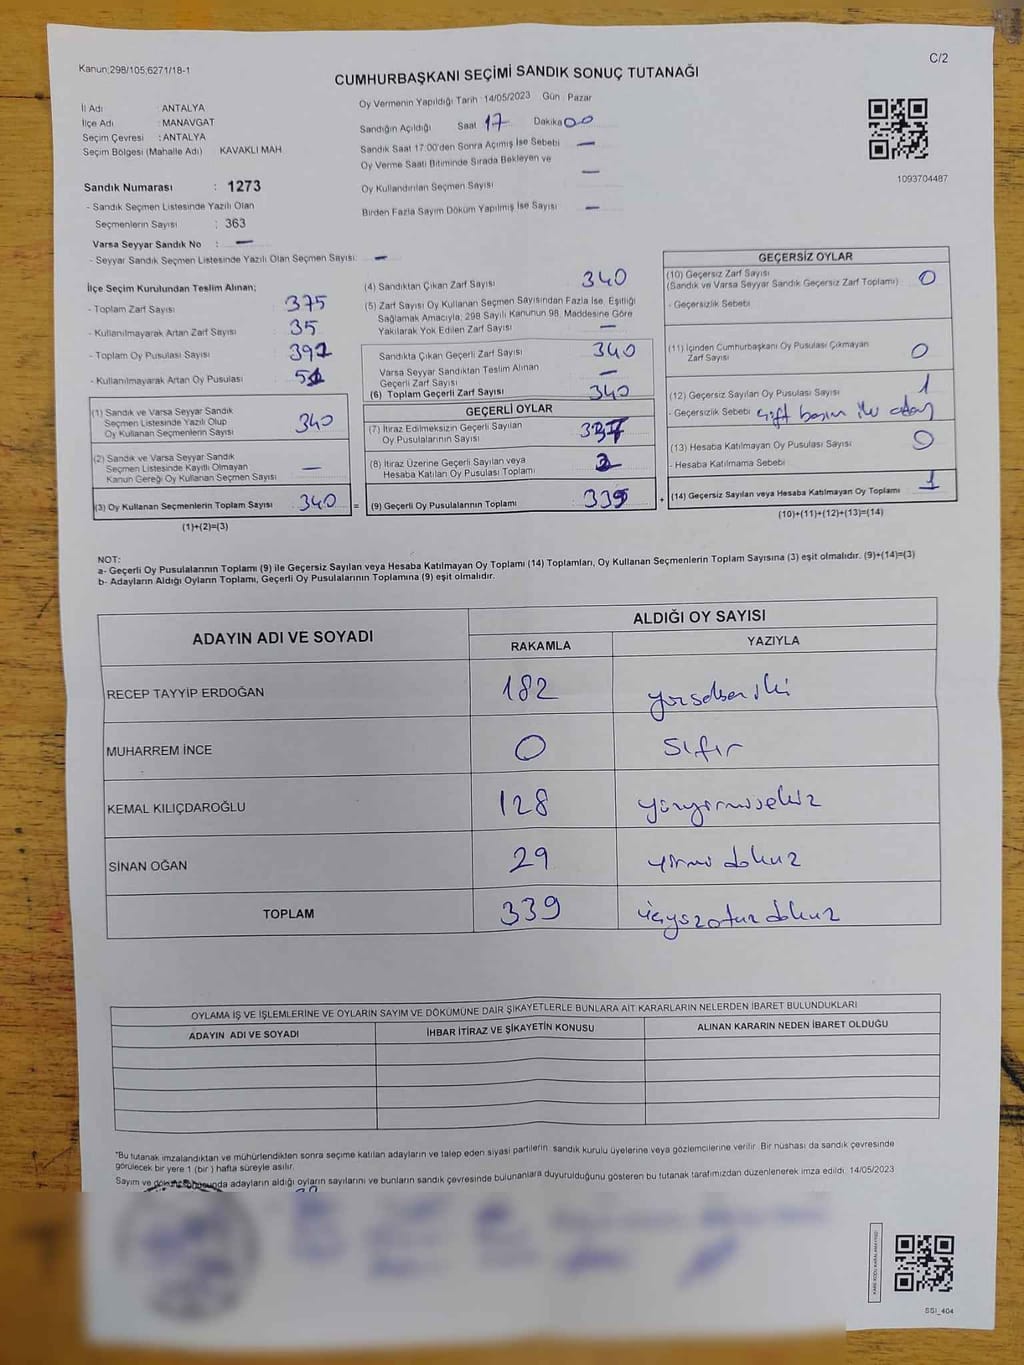 Kanun;298/105;6271/18-1
C/2
CUMHURBAŞKANI SEÇİMİ SANDIK SONUÇ TUTANAĞI
İl Adı : ANTALYA
İlçe Adı : MANAVGAT
Seçim Çevresi : ANTALYA
Seçim Bölgesi (Mahalle Adı) KAVAKLI MAH
Oy Vermenin Yapıldığı Tarih :14/05/2023 Gün : Pazar
Sandığın Açıldığı Saat 17 Dakika 00
Sandık Saat 17:00'den Sonra Açımış İse Sebebi —
Oy Verme Saati Bitiminde Sırada Bekleyen ve
Oy Kullandırılan Seçmen Sayısı —
Birden Fazla Sayım Döküm Yapılmış İse Sayısı —
1093704487
Sandık Numarası : 1273
- Sandık Seçmen Listesinde Yazılı Olan
Seçmenlerin Sayısı : 363
Varsa Seyyar Sandık No : —
- Seyyar Sandık Seçmen Listesinde Yazılı Olan Seçmen Sayısı: —
İlçe Seçim Kurulundan Teslim Alınan;
- Toplam Zarf Sayısı 375
- Kullanılmayarak Artan Zarf Sayısı 35
- Toplam Oy Pusulası Sayısı
- Kullanılmayarak Artan Oy Pusulası
(1) Sandık ve Varsa Seyyar Sandık
Seçmen Listesinde Yazılı Olup
Oy Kullanan Seçmenlerin Sayısı 340
(2) Sandık ve Varsa Seyyar Sandık
Seçmen Listesinde Kayıtlı Olmayan
Kanun Gereği Oy Kullanan Seçmen Sayısı —
(3) Oy Kullanan Seçmenlerin Toplam Sayısı 340 =
(1)+(2)=(3)
(4) Sandıktan Çıkan Zarf Sayısı 340
(5) Zarf Sayısı Oy Kullanan Seçmen Sayısından Fazla İse, Eşitliği
Sağlamak Amacıyla; 298 Sayılı Kanunun 98. Maddesine Göre
Yakılarak Yok Edilen Zarf Sayısı —
Sandıkta Çıkan Geçerli Zarf Sayısı 340
Varsa Seyyar Sandıktan Teslim Alınan
Geçerli Zarf Sayısı —
(6) Toplam Geçerli Zarf Sayısı 340
GEÇERLİ OYLAR
(7) İtiraz Edilmeksizin Geçerli Sayılan
Oy Pusulalarının Sayısı 337
(8) İtiraz Üzerine Geçerli Sayılan veya
Hesaba Katılan Oy Pusulası Toplamı 2
(9) Geçerli Oy Pusulalarının Toplamı 339 +
GEÇERSİZ OYLAR
(10) Geçersiz Zarf Sayısı
(Sandık ve Varsa Seyyar Sandık Geçersiz Zarf Toplamı) 0
- Geçersizlik Sebebi
(11) İçinden Cumhurbaşkanı Oy Pusulası Çıkmayan
Zarf Sayısı 0
(12) Geçersiz Sayılan Oy Pusulası Sayısı 1
- Geçersizlik Sebebi çift basım iki aday
(13) Hesaba Katılmayan Oy Pusulası Sayısı 0
- Hesaba Katılmama Sebebi
(14) Geçersiz Sayılan veya Hesaba Katılmayan Oy Toplamı 1
(10)+(11)+(12)+(13)=(14)
NOT:
a- Geçerli Oy Pusulalarının Toplamı (9) ile Geçersiz Sayılan veya Hesaba Katılmayan Oy Toplamı (14) Toplamları, Oy Kullanan Seçmenlerin Toplam Sayısına (3) eşit olmalıdır. (9)+(14)=(3)
b- Adayların Aldığı Oyların Toplamı, Geçerli Oy Pusulalarının Toplamına (9) eşit olmalıdır.
ADAYIN ADI VE SOYADI ALDIĞI OY SAYISI
RAKAMLA YAZIYLA
RECEP TAYYİP ERDOĞAN 182 yüzseksen iki
MUHARREM İNCE 0 sıfır
KEMAL KILIÇDAROĞLU 128 yüzyirmisekiz
SİNAN OĞAN 29 yirmi dokuz
TOPLAM 339 üçyüzotuz dokuz
OYLAMA İŞ VE İŞLEMLERİNE VE OYLARIN SAYIM VE DÖKÜMÜNE DAİR ŞİKAYETLERLE BUNLARA AİT KARARLARIN NELERDEN İBARET BULUNDUKLARI
ADAYIN ADI VE SOYADI İHBAR İTİRAZ VE ŞİKAYETİN KONUSU ALINAN KARARIN NEDEN İBARET OLDUĞU
"Bu tutanak imzalandıktan ve mühürlendikten sonra seçime katılan adayların ve talep eden siyasi partilerin sandık kurulu üyelerine veya gözlemcilerine verilir. Bir nüshası da sandık çevresinde
görülecek bir yere 1 (bir) hafta süreyle asılır.
Sayım ve döküm sonunda adayların aldığı oyların sayılarını ve bunların sandık çevresinde bulunanlara duyurulduğunu gösteren bu tutanak tarafımızdan düzenlenerek imza edildi. 14/05/2023
KARE KODU KARALAMAYINIZ!
SSI_404